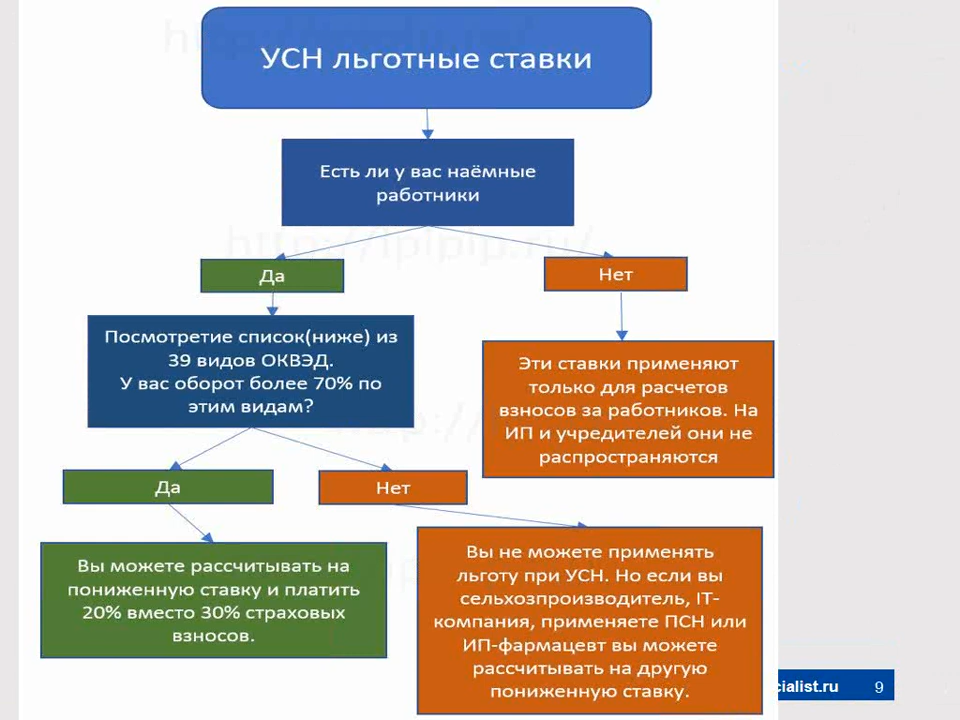 УСН льготные ставки
Есть ли у вас наёмные
работники
Да
Нет
Посмотретие список(ниже) из
39 видов ОКВЭД.
У вас оборот более 70% по
этим видам?
Эти ставки применяют
только для расчетов
взносов за работников. На
ИП и учредителей они не
распространяются
Да
Нет
Вы можете рассчитывать на
пониженную ставку и платить
20% вместо 30% страховых
взносов.
Вы не можете применять
льготу при УСН. Но если вы
сельхозпроизводитель, IT-
компания, применяете ПСН или
ИП-фармацевт вы можете
рассчитывать на другую
пониженную ставку.
cialist.ru
9